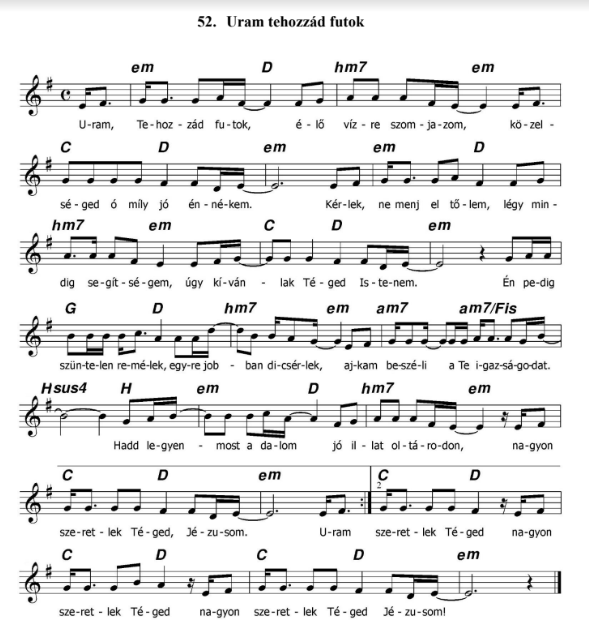 52. Uram tehozzád futok
em D hm7 em
U-ram, Te-hoz-zád fu-tok, é-lő víz-re szom-ja-zom, kö-zel-
C D em em D
sé-ged ó míly jó én-né-kem. Kér-lek, ne menj el tő-lem, légy min-
hm7 em C D em
dig se-gít-sé-gem, úgy kí-ván-lak Té-ged Is-te-nem. Én pe-dig
G D hm7 em am7 am7/Fis
szün-te-len re-mé-lek, egy-re job-ban di-csér-lek, aj-kam be-szé-li a Te i-gaz-sá-go-dat.
Hsus4 H em D hm7 em
Hadd le-gyen-most a da-lom jó il-lat ol-tá-ro-don, na-gyon
C D em C D
2
sze-ret-lek Té-ged, Jé-zu-som. U-ram sze-ret-lek Té-ged na-gyon
C D C D em
sze-ret-lek Té-ged na-gyon sze-ret-lek Té-ged Jé-zu-som!